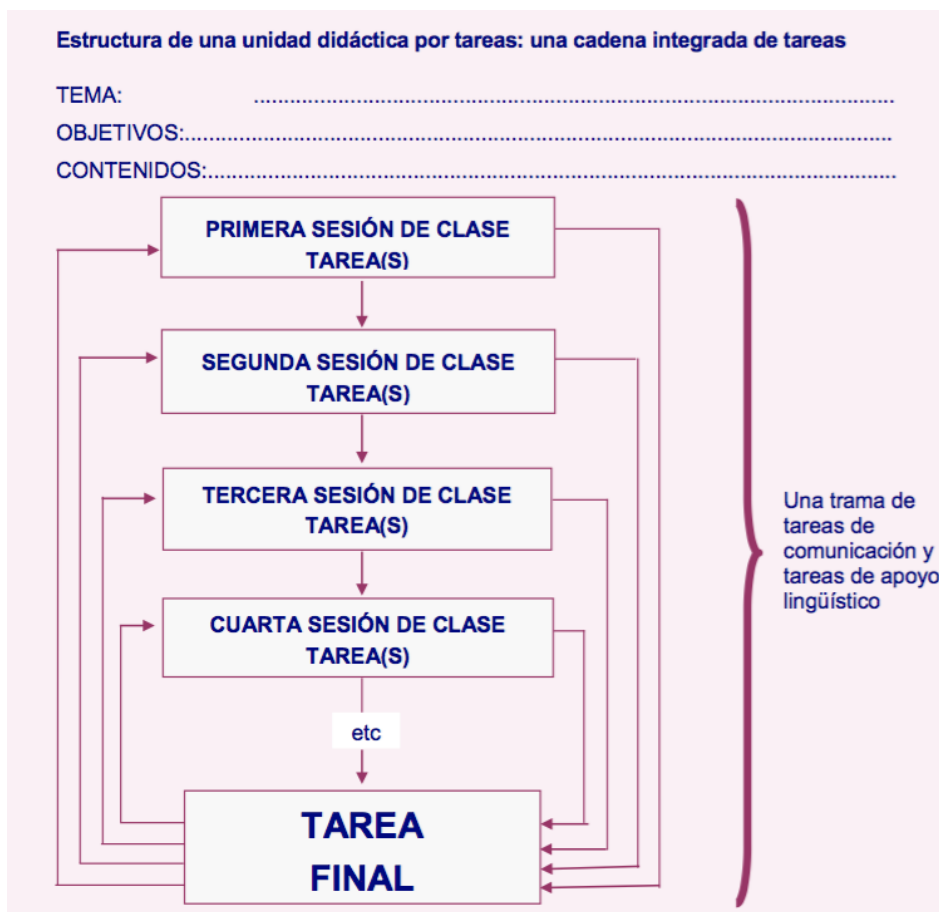 Estructura de una unidad didáctica por tareas: una cadena integrada de tareas
TEMA: ..........................................................................................................
OBJETIVOS:......................................................................................................................
CONTENIDOS:...................................................................................................................
PRIMERA SESIÓN DE CLASE
TAREA(S)
SEGUNDA SESIÓN DE CLASE
TAREA(S)
TERCERA SESIÓN DE CLASE
TAREA(S)
CUARTA SESIÓN DE CLASE
TAREA(S)
etc
TAREA
FINAL
Una trama de
tareas de
comunicación y
tareas de apoyo
lingüístico